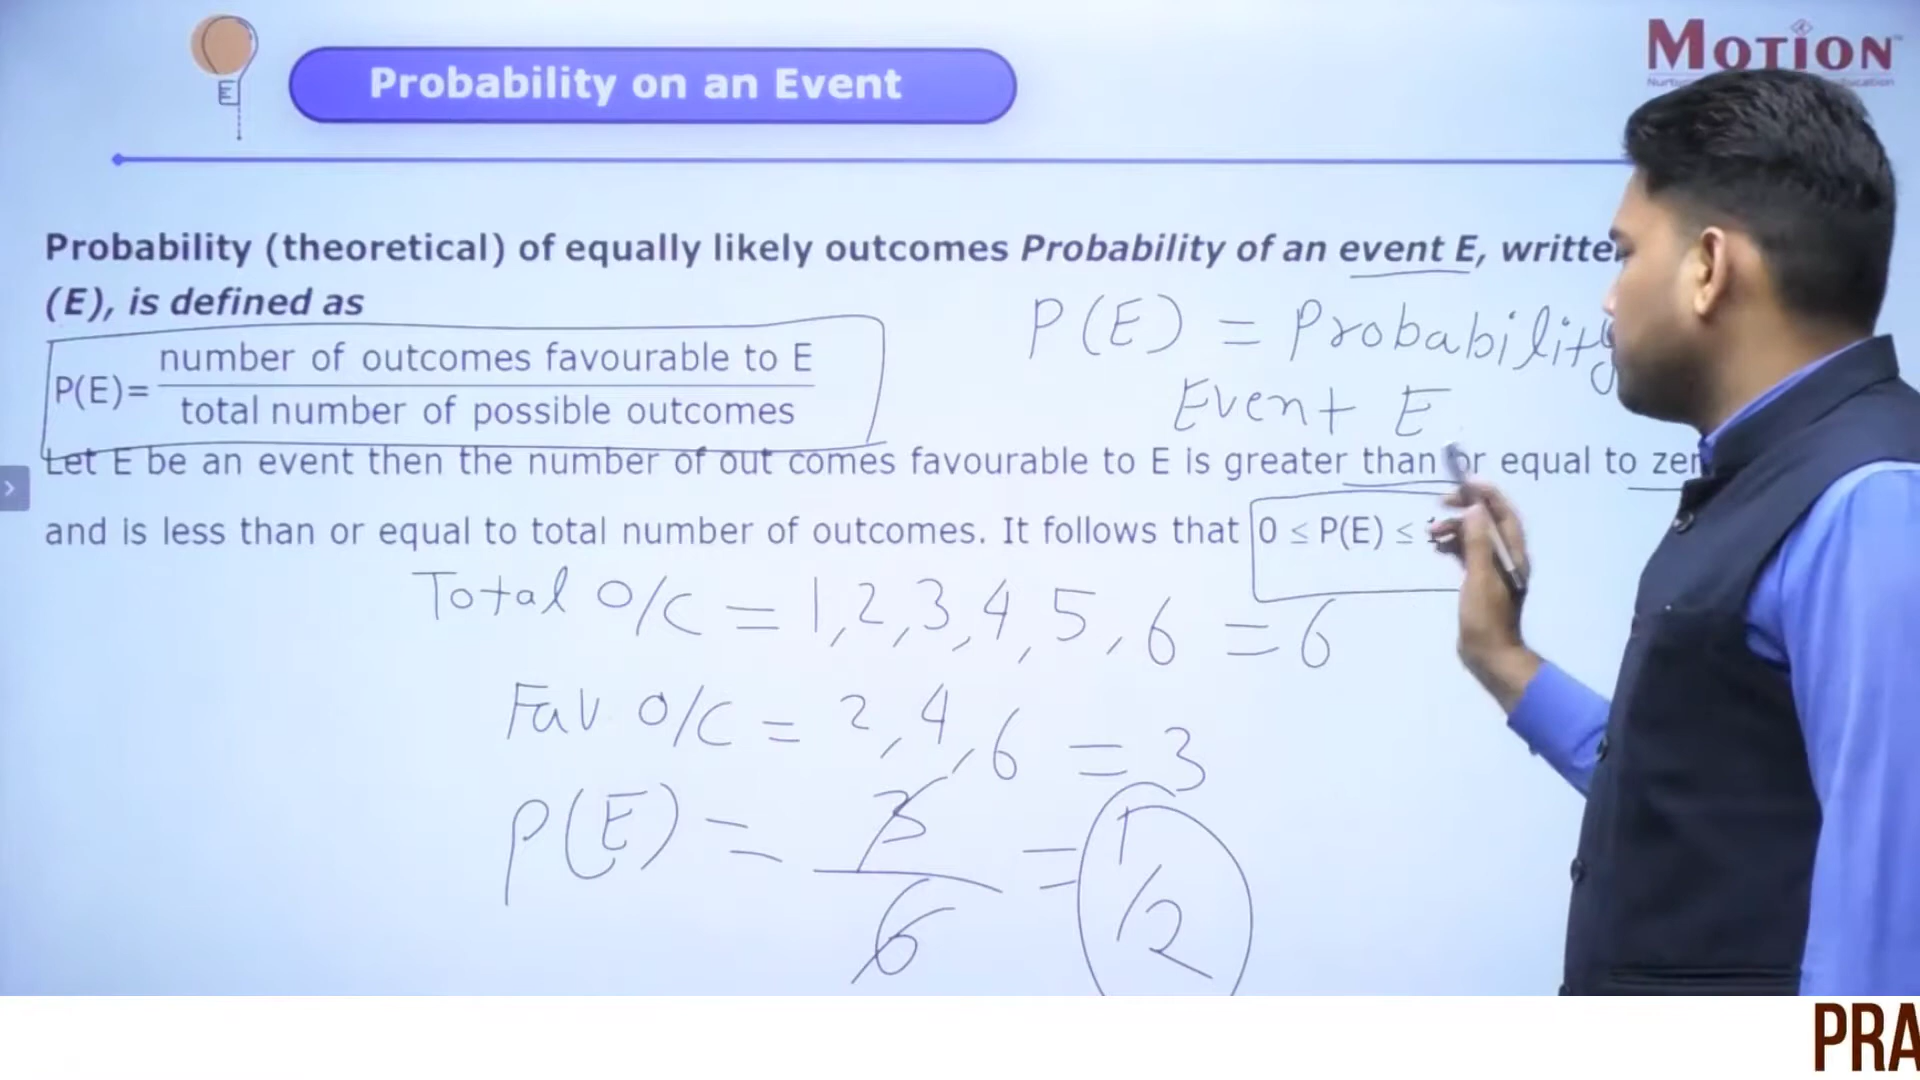 Probability on an Event
MOTION
E
Probability (theoretical) of equally likely outcomes Probability of an event E, written
(E), is defined as
P(E) = Probability
P(E)= number of outcomes favourable to E
total number of possible outcomes
Event E
Let E be an event then the number of out comes favourable to E is greater than or equal to zer
and is less than or equal to total number of outcomes. It follows that 0 ≤ P(E) ≤
Total O/C = 1,2,3,4,5,6 = 6
Fav O/C = 2,4,6 = 3
P(E) = 3/6 = 1/2
PRA